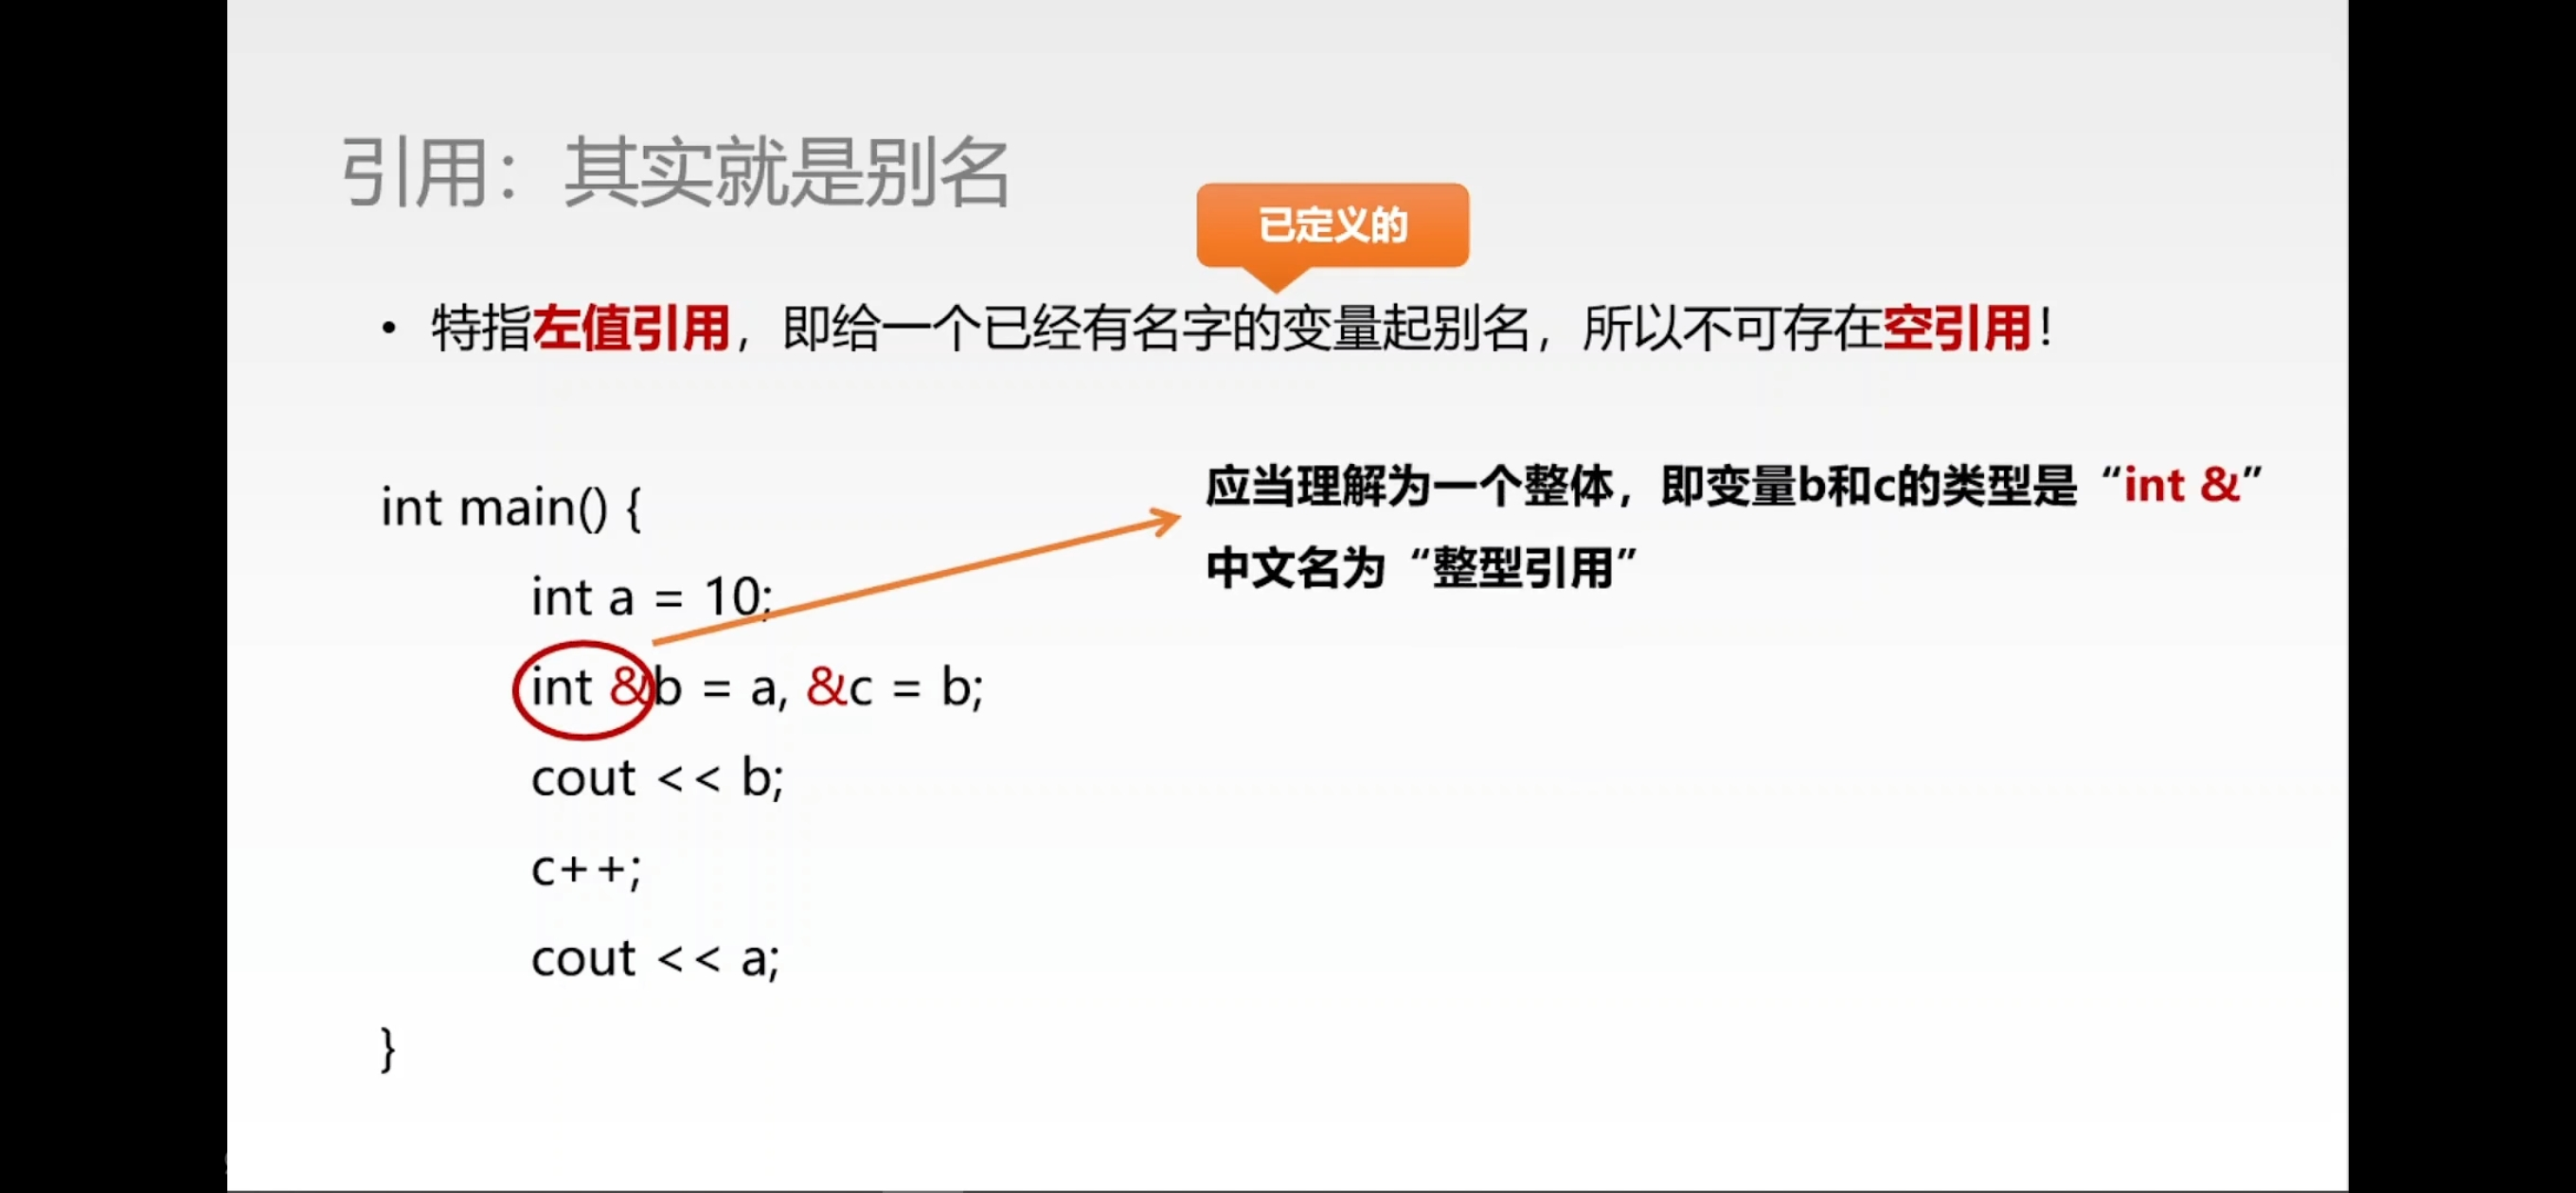 引用：其实就是别名
已定义的
• 特指左值引用，即给一个已经有名字的变量起别名，所以不可存在空引用！
应当理解为一个整体，即变量b和c的类型是“int &”
中文名为“整型引用”
int main() {
int a = 10;
int &b = a, &c = b;
cout << b;
c++;
cout << a;
}